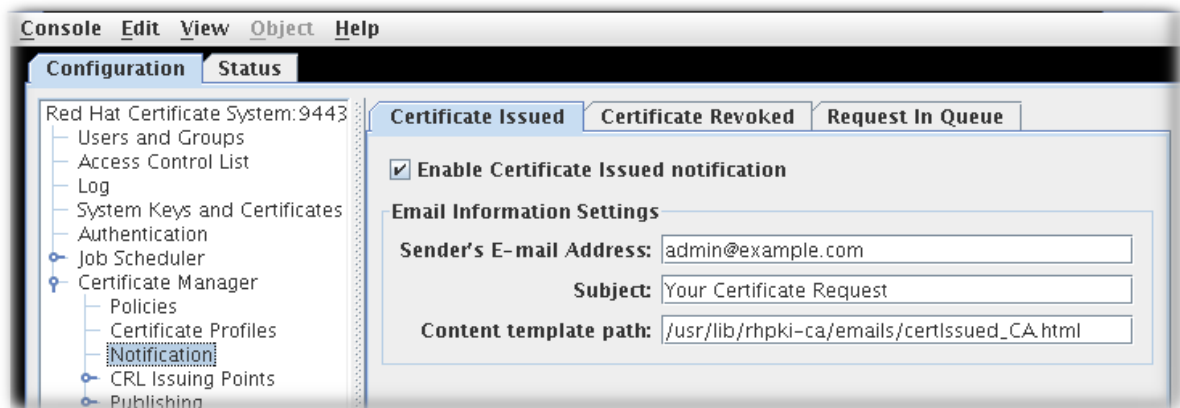 Console Edit View Object Help
Configuration Status
Red Hat Certificate System:9443
Users and Groups
Access Control List
Log
System Keys and Certificates
Authentication
Job Scheduler
Certificate Manager
Policies
Certificate Profiles
Notification
CRL Issuing Points
Publishing
Certificate Issued Certificate Revoked Request In Queue
Enable Certificate Issued notification
Email Information Settings
Sender's E-mail Address: admin@example.com
Subject: Your Certificate Request
Content template path: /usr/lib/rhpki-ca/emails/certIssued_CA.html